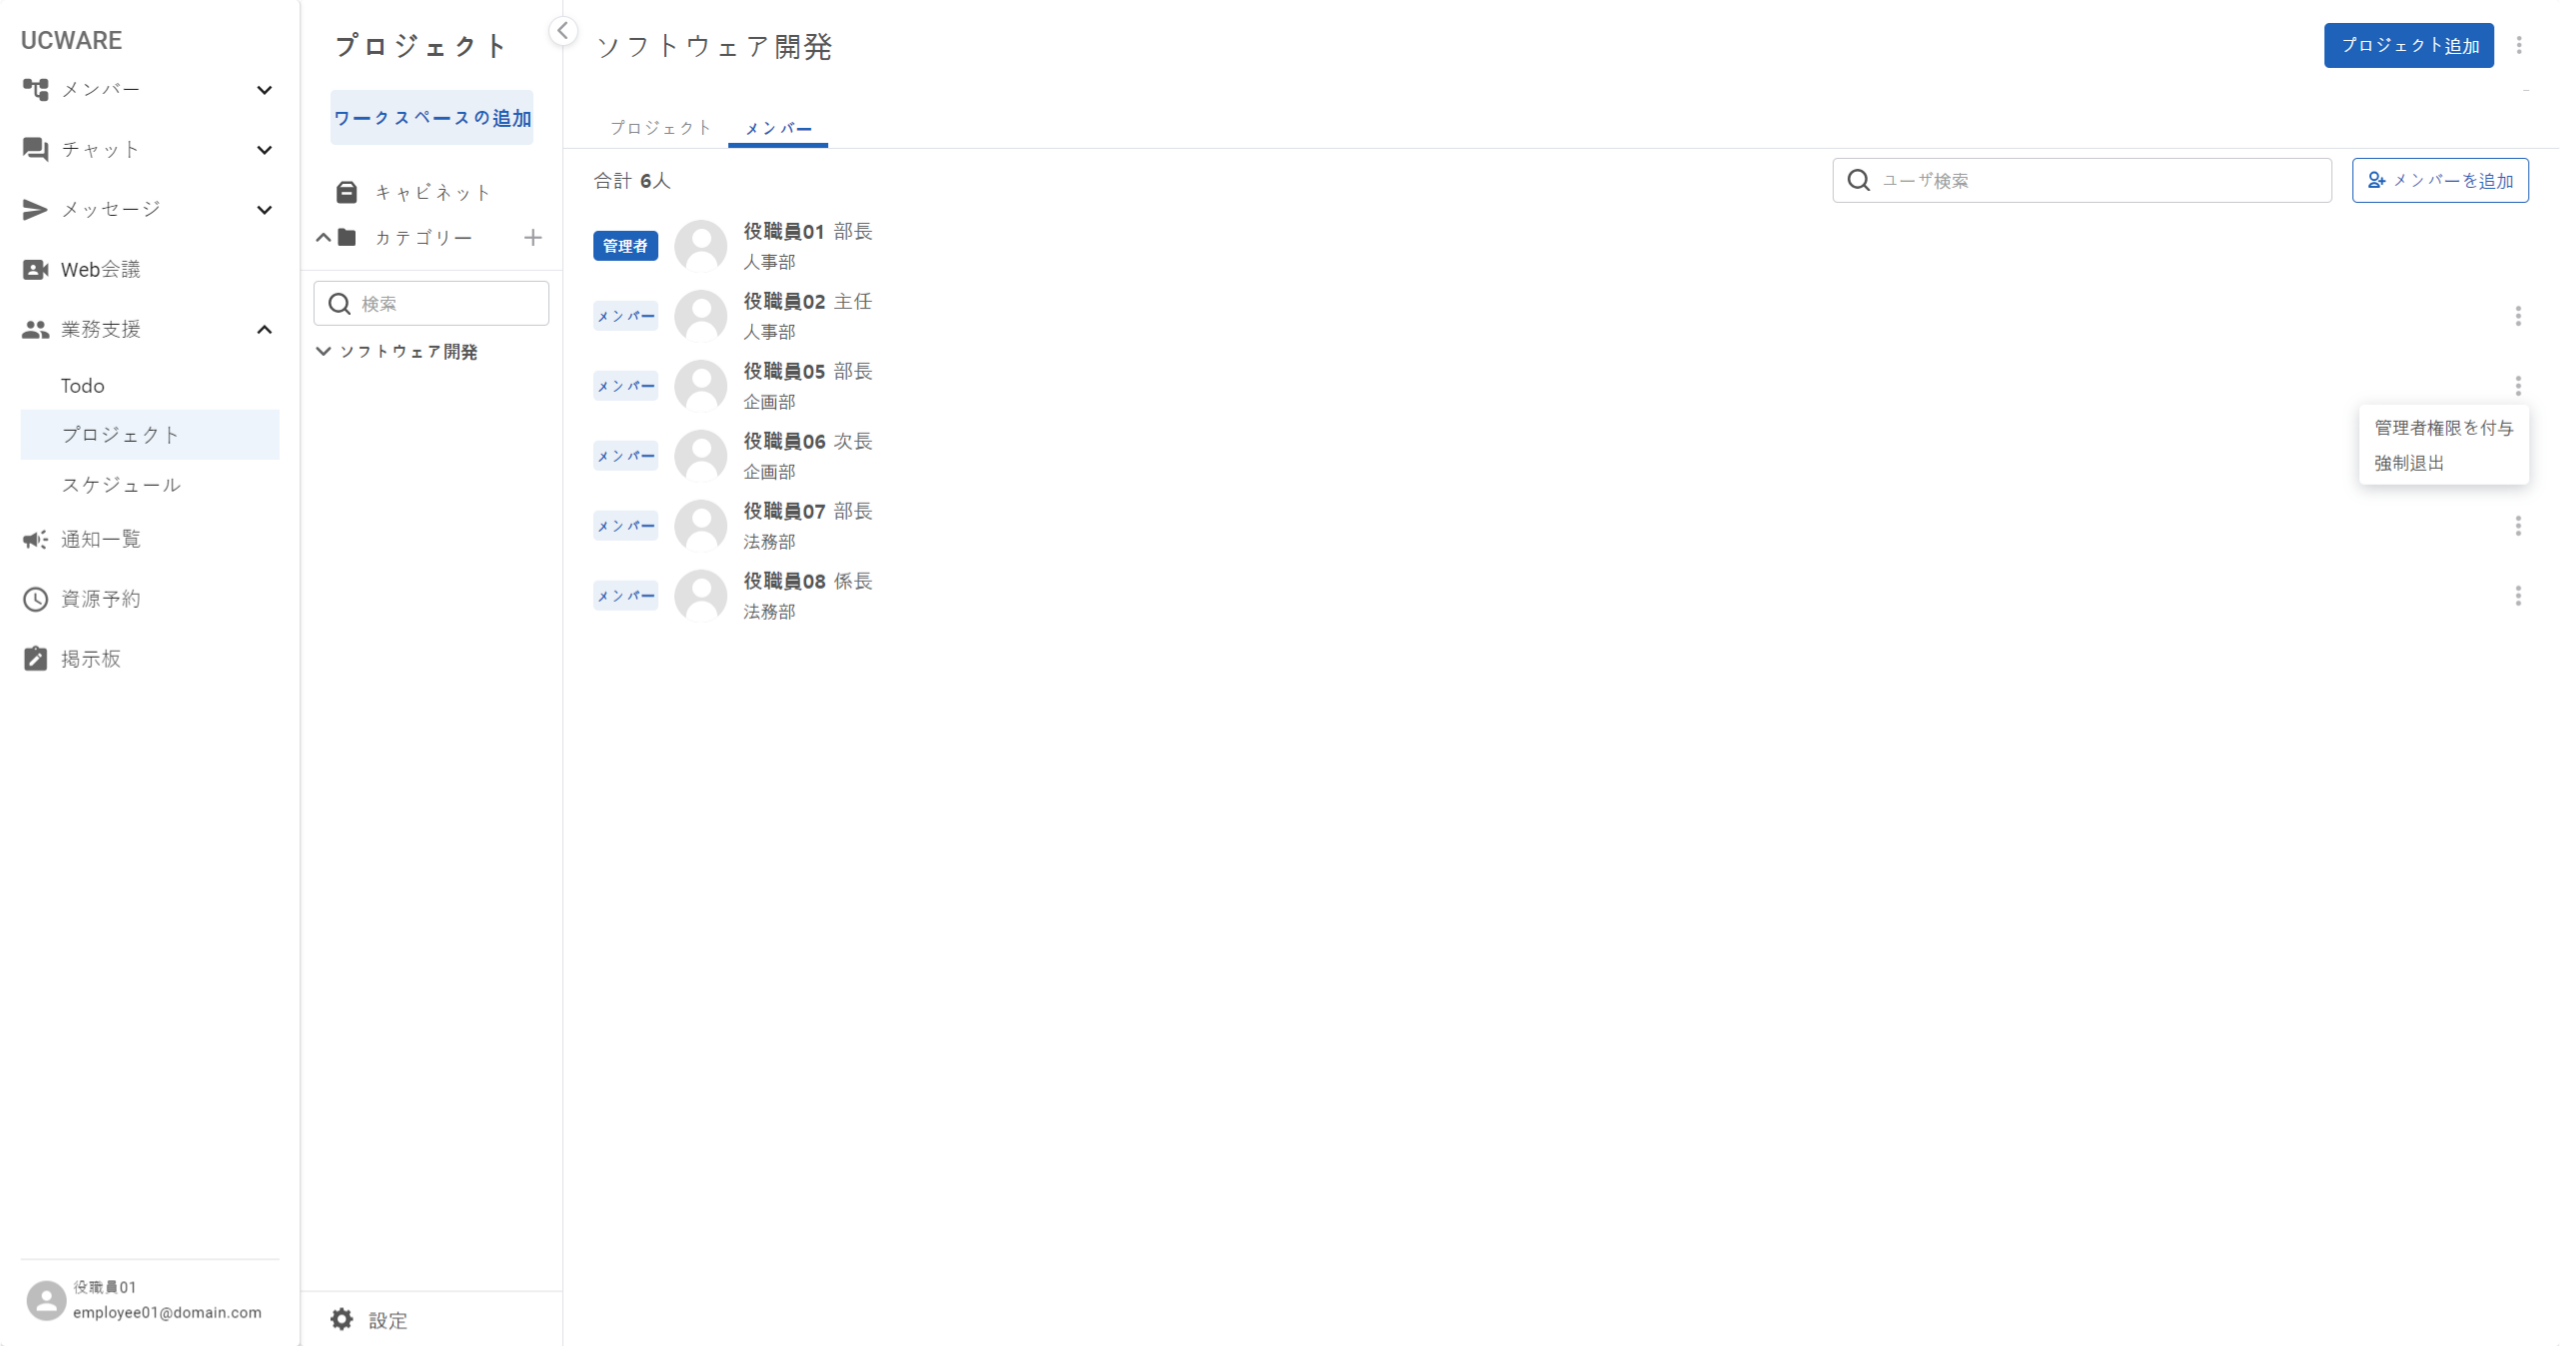 UCWARE
メンバー
チャット
メッセージ
Web会議
業務支援
Todo
プロジェクト
スケジュール
通知一覧
資源予約
掲示板
役職員01
employee01@domain.com
プロジェクト
ワークスペースの追加
キャビネット
カテゴリー
検索
ソフトウェア開発
設定
ソフトウェア開発
プロジェクト追加
プロジェクト メンバー
合計 6人
ユーザ検索
メンバーを追加
管理者 役職員01 部長
人事部
メンバー 役職員02 主任
人事部
メンバー 役職員05 部長
企画部
管理者権限を付与
強制退出
メンバー 役職員06 次長
企画部
メンバー 役職員07 部長
法務部
メンバー 役職員08 係長
法務部